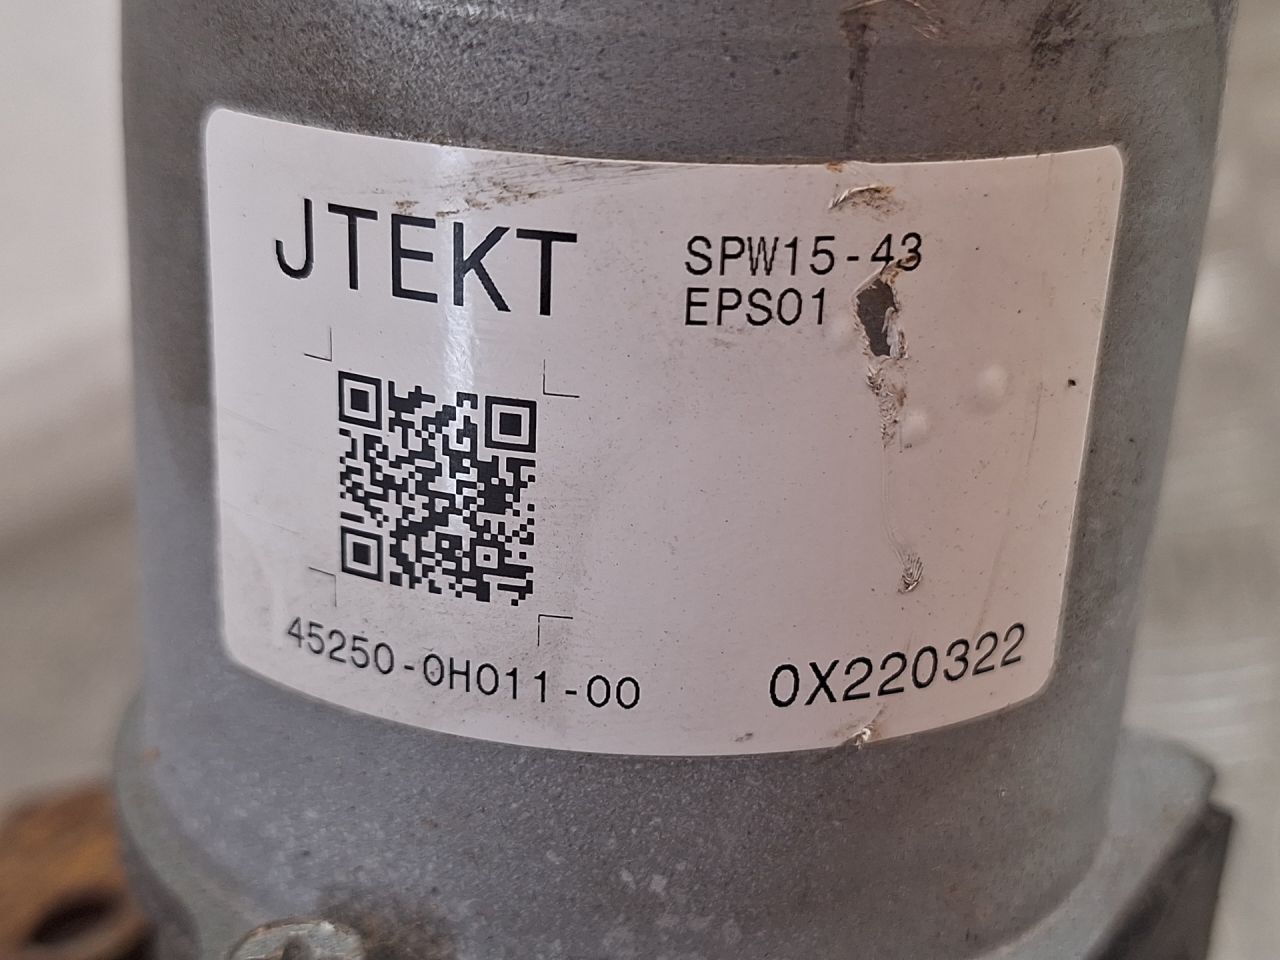 JTEKT
SPW15-43
EPS01
45250-0H011-00
0X220322